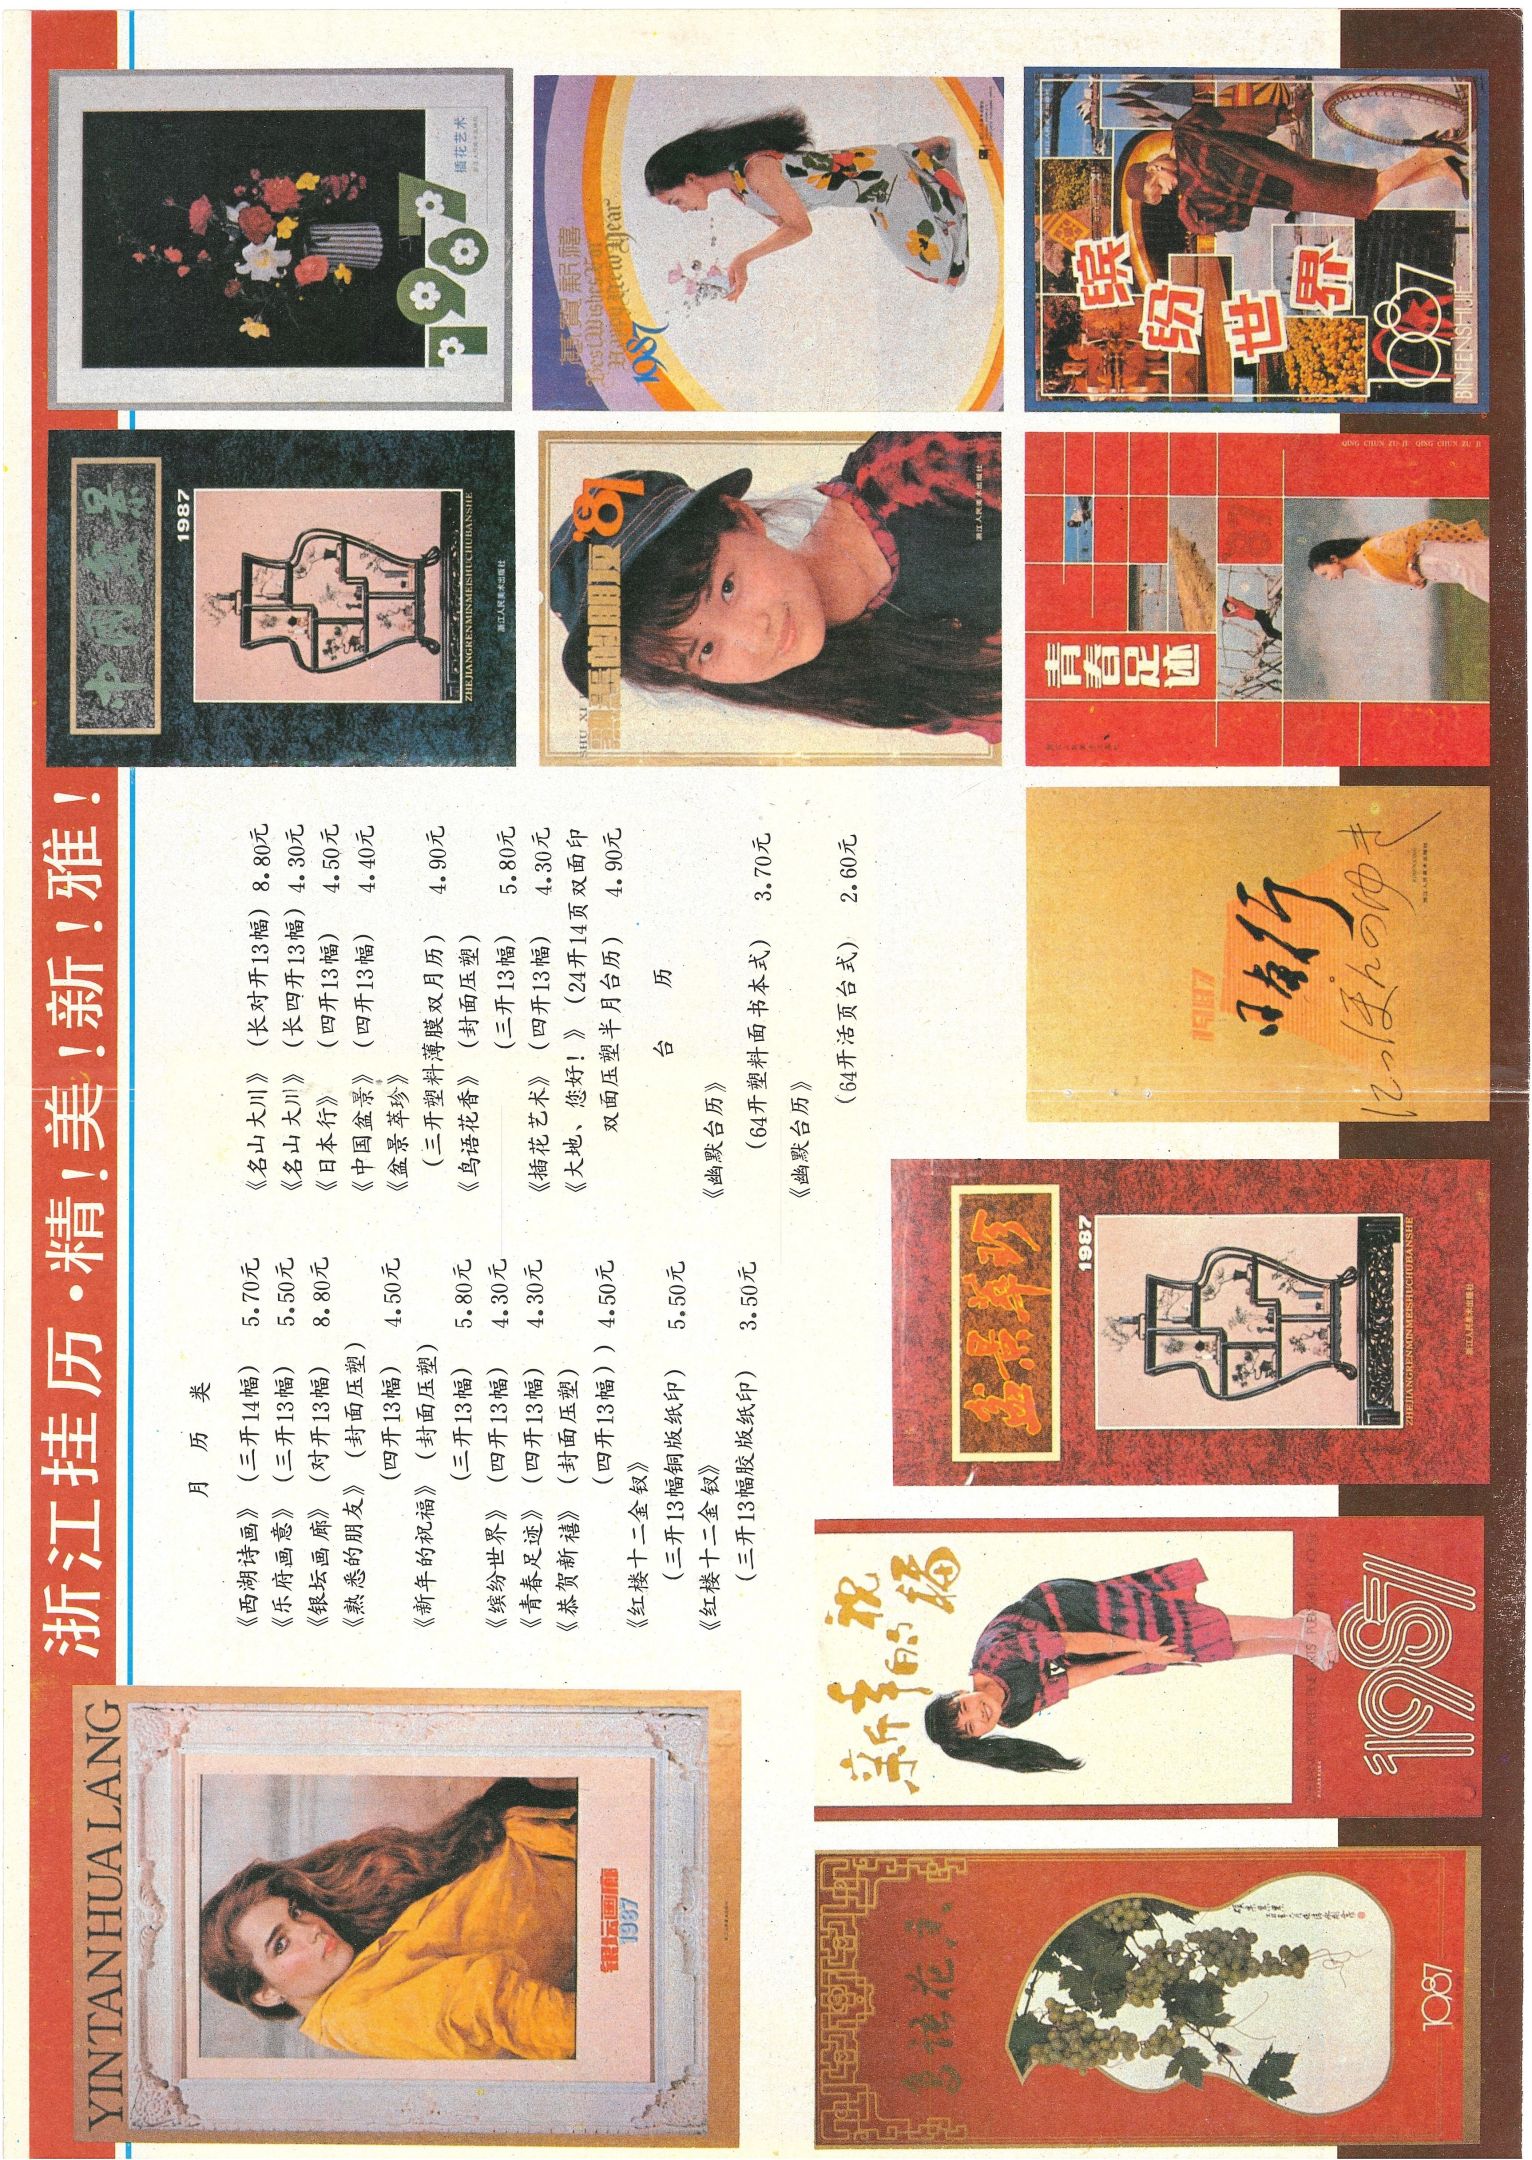 浙江挂历·精！美！新！雅！
YINTANHUALANG
银坛画廊
1987
月 历 类
《西湖诗画》（三开14幅） 5.70元
《乐府画意》（三开13幅） 5.50元
《银坛画廊》（对开13幅） 8.80元
《熟悉的朋友》（封面压塑）
（四开13幅） 4.50元
《新年的祝福》（封面压塑）
（三开13幅） 5.80元
《缤纷世界》（四开13幅） 4.30元
《青春足迹》（四开13幅） 4.30元
《恭贺新禧》（封面压塑）
（四开13幅）） 4.50元
《红楼十二金钗》
（三开13幅铜版纸印） 5.50元
《红楼十二金钗》
（三开13幅胶版纸印） 3.50元
《名山大川》（长对开13幅） 8.80元
《名山大川》（长四开13幅） 4.30元
《日本行》（四开13幅） 4.50元
《中国盆景》（四开13幅） 4.40元
《盆景萃珍》
（三开塑料薄膜双月历） 4.90元
《鸟语花香》（封面压塑）
（三开13幅） 5.80元
《插花艺术》（四开13幅） 4.30元
《大地、您好！》（24开14页双面印
双面压塑半月台历） 4.90元
台 历
《幽默台历》
（64开塑料面书本式） 3.70元
《幽默台历》
（64开活页台式） 2.60元
中国盆景
1987
ZHEJIANGRENMINMEISHUCHUBANSHE
浙江人民美术出版社
插花艺术
1987
SHU XI
'87
浙江人民美术出版社
恭賀新禧
Best Wishes For
Happy New Year
1987
鸟语花香
1987
新年的祝福
1987
盆景萃珍
1987
ZHEJIANGRENMINMEISHUCHUBANSHE
浙江人民美术出版社
1987
日本行
にっぽんのゆき
浙江人民美术出版社
青春足迹
87
QING CHUN ZU JI QING CHUN ZU JI
缤纷世界
1987
BINFENSHIJIE